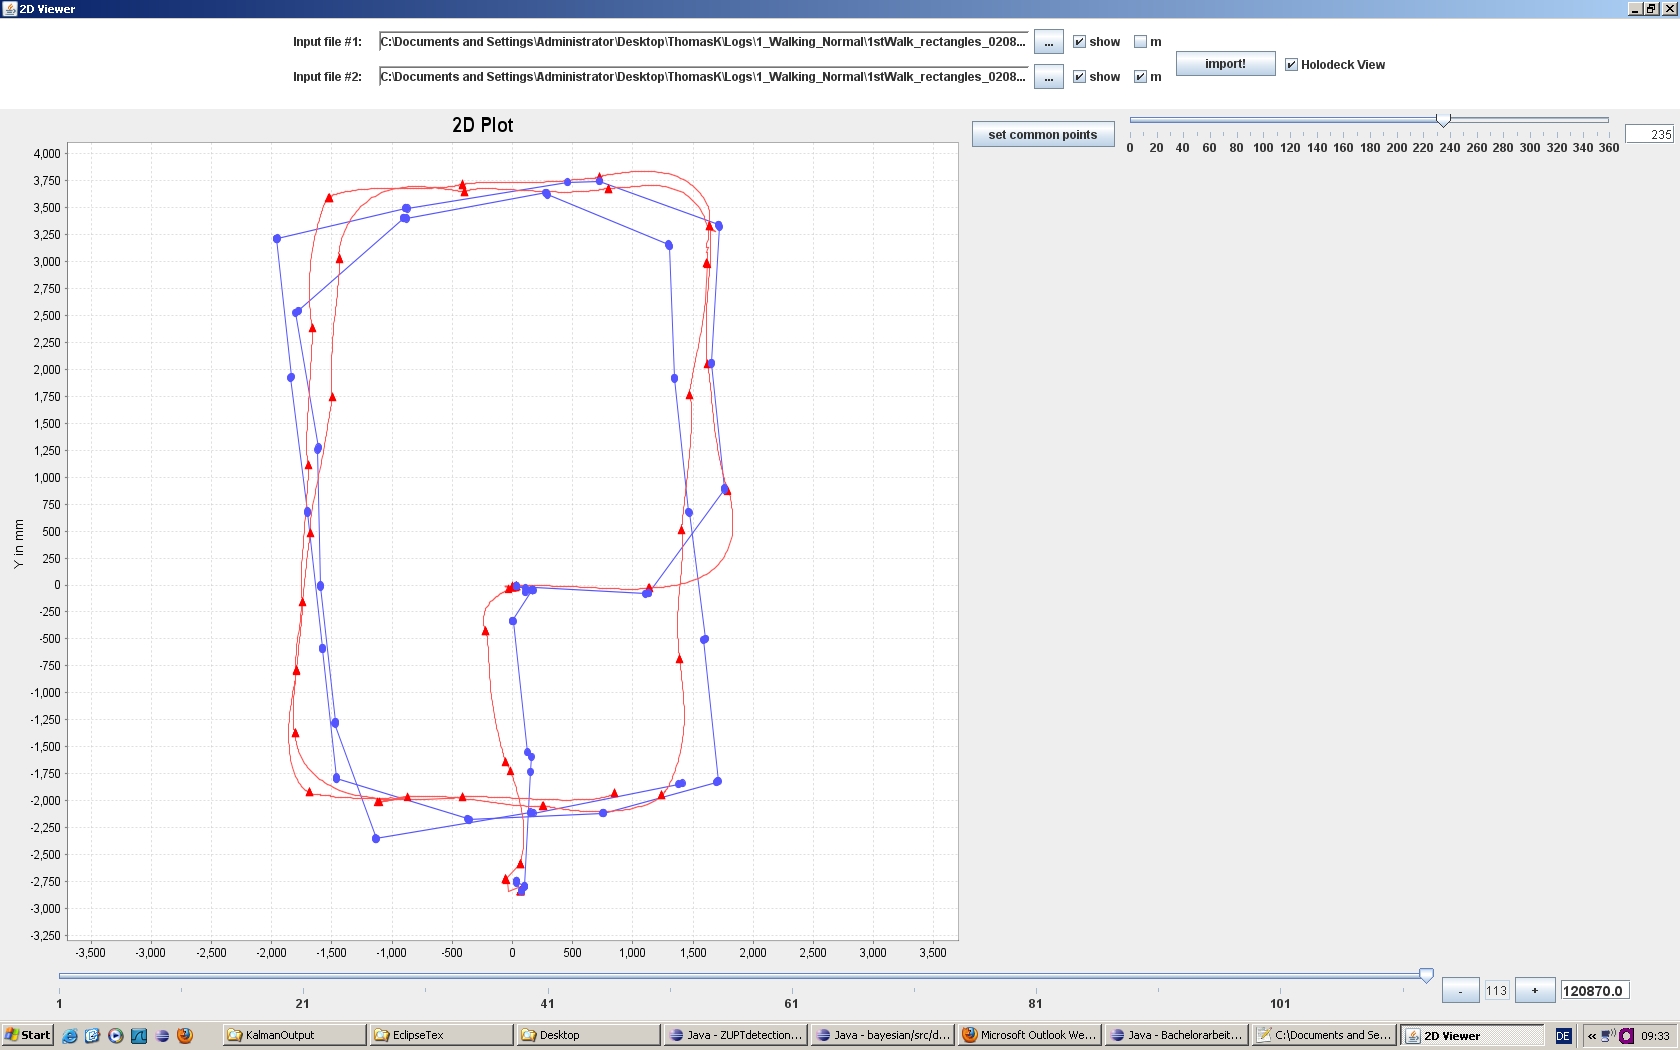 2D Viewer
Input file #1: C:\Documents and Settings\Administrator\Desktop\ThomasK\Logs\1_Walking_Normal\1stWalk_rectangles_0208... ... show m
import! Holodeck View
Input file #2: C:\Documents and Settings\Administrator\Desktop\ThomasK\Logs\1_Walking_Normal\1stWalk_rectangles_0208... ... show m
2D Plot
set common points
235
0 20 40 60 80 100 120 140 160 180 200 220 240 260 280 300 320 340 360
4,000
3,750
3,500
3,250
3,000
2,750
2,500
2,250
2,000
1,750
1,500
1,250
1,000
750
500
250
0
-250
-500
-750
-1,000
-1,250
-1,500
-1,750
-2,000
-2,250
-2,500
-2,750
-3,000
-3,250
Y in mm
-3,500 -3,000 -2,500 -2,000 -1,500 -1,000 -500 0 500 1,000 1,500 2,000 2,500 3,000 3,500
1 21 41 61 81 101
- 113 + 120870.0
Start KalmanOutput EclipseTex Desktop Java - ZUPTdetection... Java - bayesian/src/d... Microsoft Outlook We... Java - Bachelorarbeit... C:\Documents and Se... 2D Viewer DE « 09:33